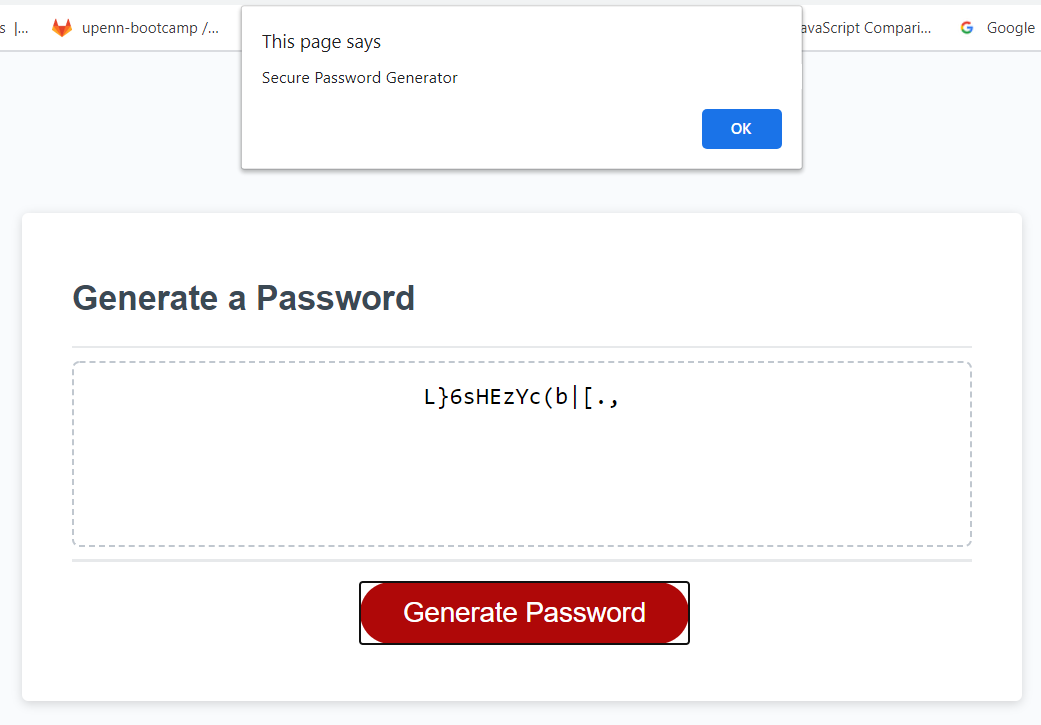 s |...
upenn-bootcamp /...
avaScript Compari...
Google
This page says
Secure Password Generator
OK
Generate a Password
L}6sHEzYc(b|[.,
Generate Password